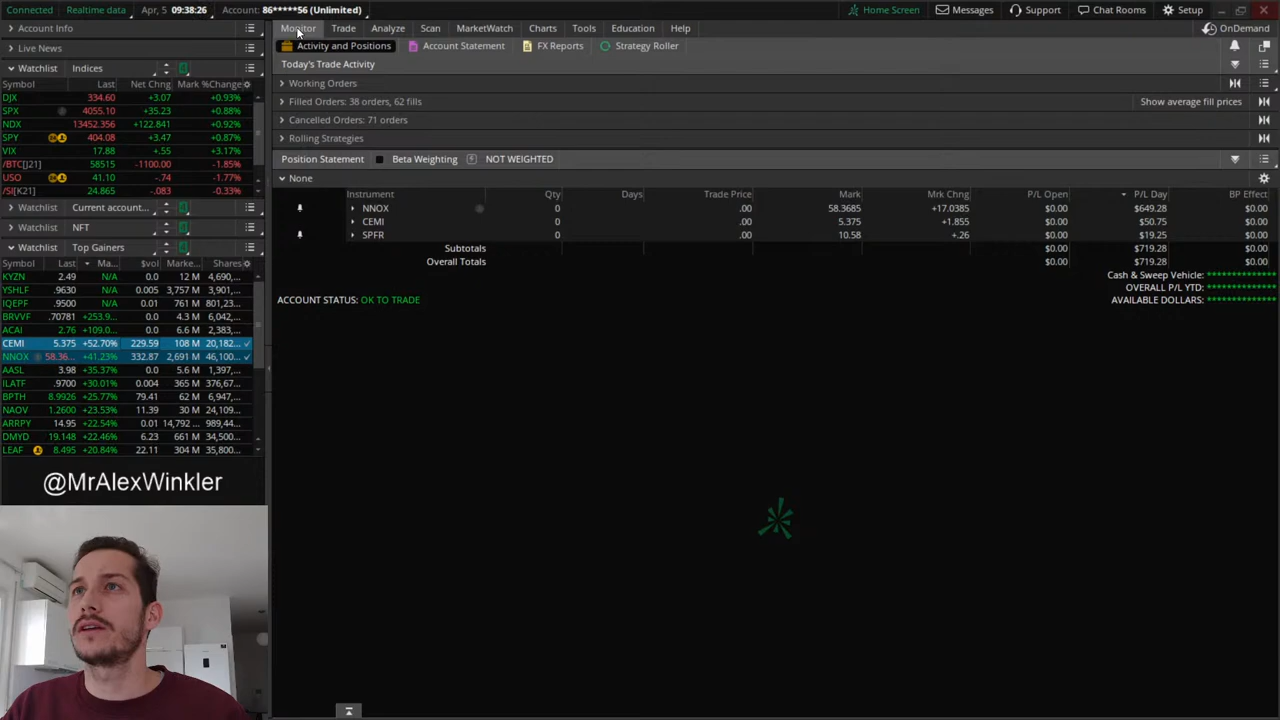 Connected Realtime data Apr, 5 09:38:26 Account: 86*****56 (Unlimited) Home Screen Messages Support Chat Rooms Setup
Account Info
Live News
Watchlist Indices
Symbol Last Net Chng Mark %Change
DJX 334.60 +3.07 +0.93%
SPX 4055.10 +35.23 +0.88%
NDX 13452.356 +122.841 +0.92%
SPY 404.08 +3.47 +0.87%
VIX 17.88 +.55 +3.17%
/BTC[J21] 58515 -1100.00 -1.85%
USO 41.10 -.74 -1.77%
/SI[K21] 24.865 -.083 -0.33%
Watchlist Current account...
Watchlist NFT
Watchlist Top Gainers
Symbol Last Ma... $vol Marke... Shares
KYZN 2.49 N/A 0.0 12 M 4,690,...
YSHLF .9630 N/A 0.005 3,757 M 3,901,...
IQEPF .9500 N/A 0.01 761 M 801,23...
BRVVF .70781 +253.9... 4.3 M 6,042,...
ACAI 2.76 +109.0... 6.6 M 2,383,...
CEMI 5.375 +52.70% 229.59 108 M 20,182...
NNOX 58.36... +41.23% 332.87 2,691 M 46,100...
AASL 3.98 +35.37% 0.0 5.6 M 1,397,...
ILATF .9700 +30.01% 0.004 365 M 376,67...
BPTH 8.9926 +25.77% 79.41 62 M 6,947,...
NAOV 1.2600 +23.53% 11.39 30 M 24,109...
ARRPY 14.95 +22.54% 0.01 14,792 ... 989,44...
DMYD 19.148 +22.46% 6.23 661 M 34,500...
LEAF 8.495 +20.84% 22.11 304 M 35,800...
@MrAlexWinkler
Monitor Trade Analyze Scan MarketWatch Charts Tools Education Help OnDemand
Activity and Positions Account Statement FX Reports Strategy Roller
Today's Trade Activity
Working Orders
Filled Orders: 38 orders, 62 fills Show average fill prices
Cancelled Orders: 71 orders
Rolling Strategies
Position Statement Beta Weighting NOT WEIGHTED
None
Instrument Qty Days Trade Price Mark Mrk Chng P/L Open P/L Day BP Effect
NNOX 0 .00 58.3685 +17.0385 $0.00 $649.28 $0.00
CEMI 0 .00 5.375 +1.855 $0.00 $50.75 $0.00
SPFR 0 .00 10.58 +.26 $0.00 $19.25 $0.00
Subtotals $0.00 $719.28 $0.00
Overall Totals $0.00 $719.28 $0.00
Cash & Sweep Vehicle: **************
OVERALL P/L YTD: **************
ACCOUNT STATUS: OK TO TRADE AVAILABLE DOLLARS: **************